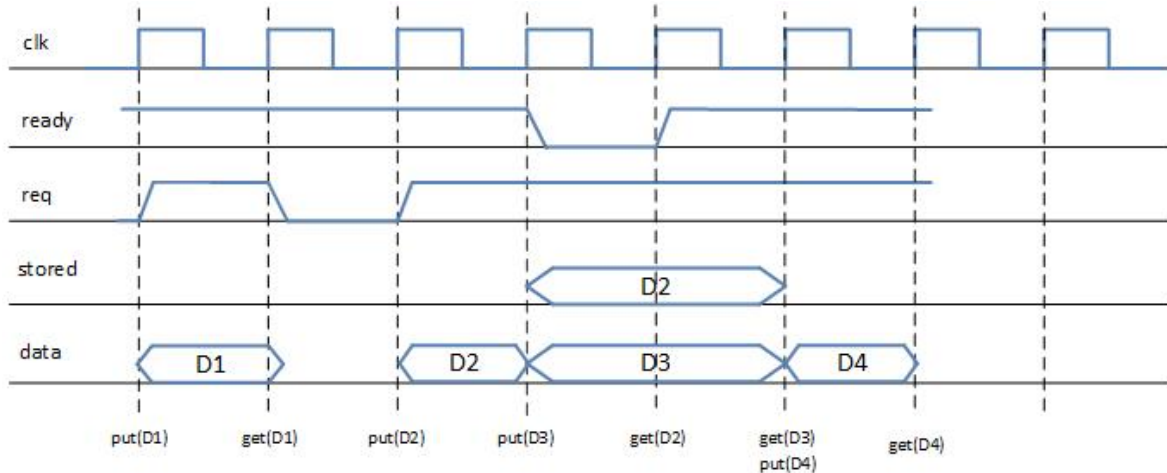 clk
ready
req
stored
D2
data
D1
D2
D3
D4
put(D1)
get(D1)
put(D2)
put(D3)
get(D2)
get(D3)
put(D4)
get(D4)